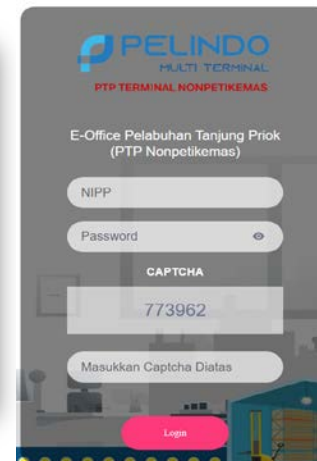 PELINDO
MULTI TERMINAL
PTP TERMINAL NONPETIKEMAS
E-Office Pelabuhan Tanjung Priok
(PTP Nonpetikemas)
NIPP
Password
CAPTCHA
773962
Masukkan Captcha Diatas
Login